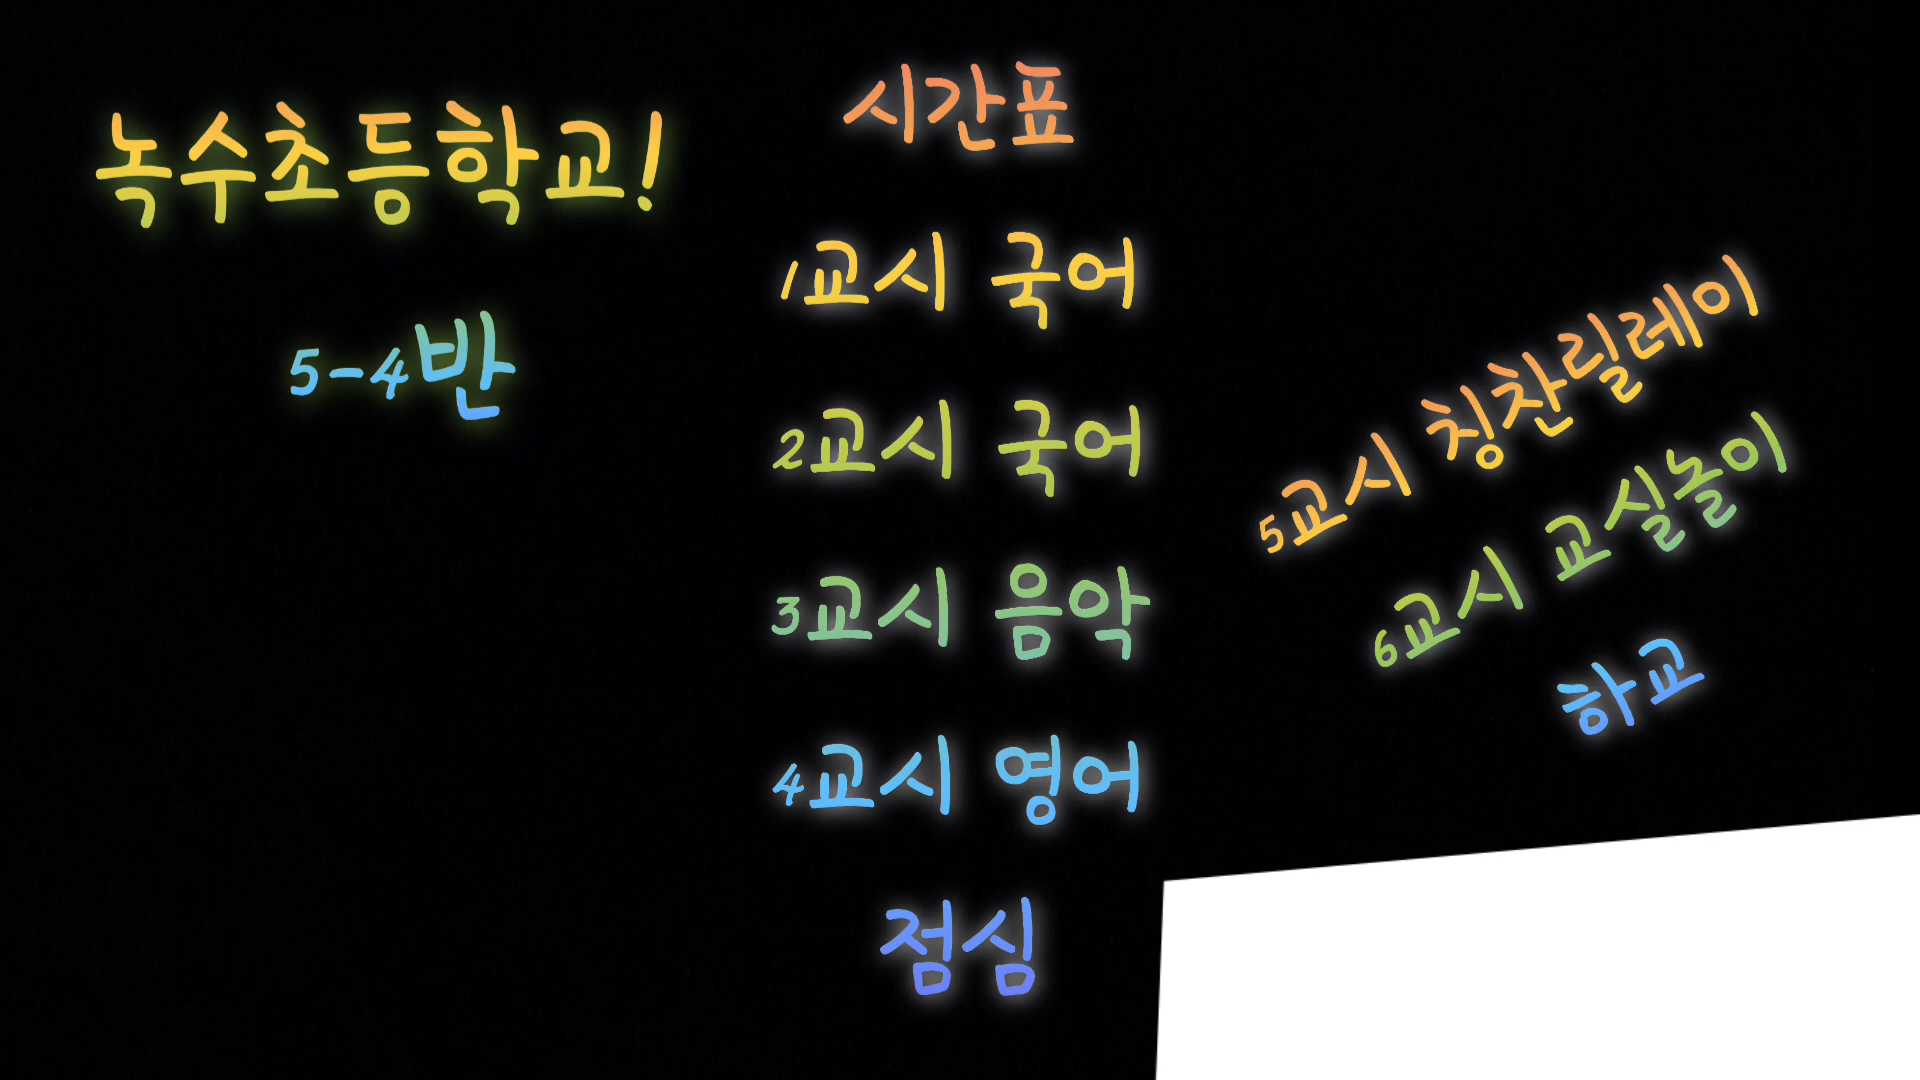 녹수초등학교!
5-4반
시간표
1교시 국어
2교시 국어
3교시 음악
4교시 영어
점심
5교시 칭찬릴레이
6교시 교실놀이
하교